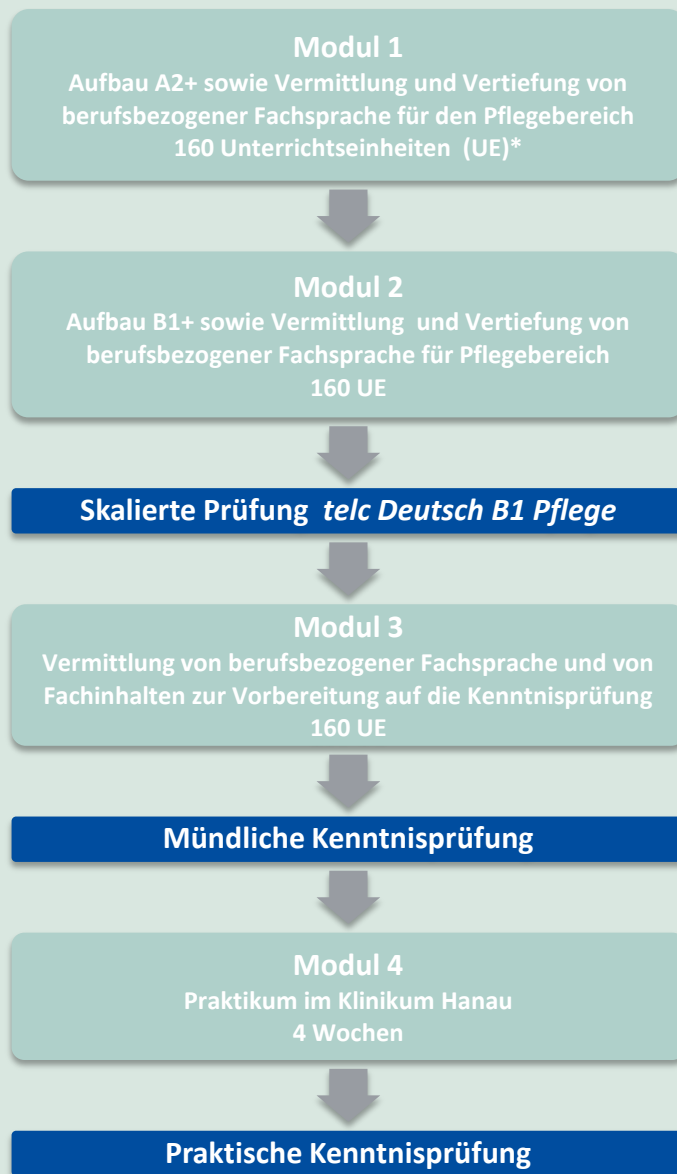 Modul 1
Aufbau A2+ sowie Vermittlung und Vertiefung von
berufsbezogener Fachsprache für den Pflegebereich
160 Unterrichtseinheiten (UE)*
Modul 2
Aufbau B1+ sowie Vermittlung und Vertiefung von
berufsbezogener Fachsprache für Pflegebereich
160 UE
Skalierte Prüfung telc Deutsch B1 Pflege
Modul 3
Vermittlung von berufsbezogener Fachsprache und von
Fachinhalten zur Vorbereitung auf die Kenntnisprüfung
160 UE
Mündliche Kenntnisprüfung
Modul 4
Praktikum im Klinikum Hanau
4 Wochen
Praktische Kenntnisprüfung